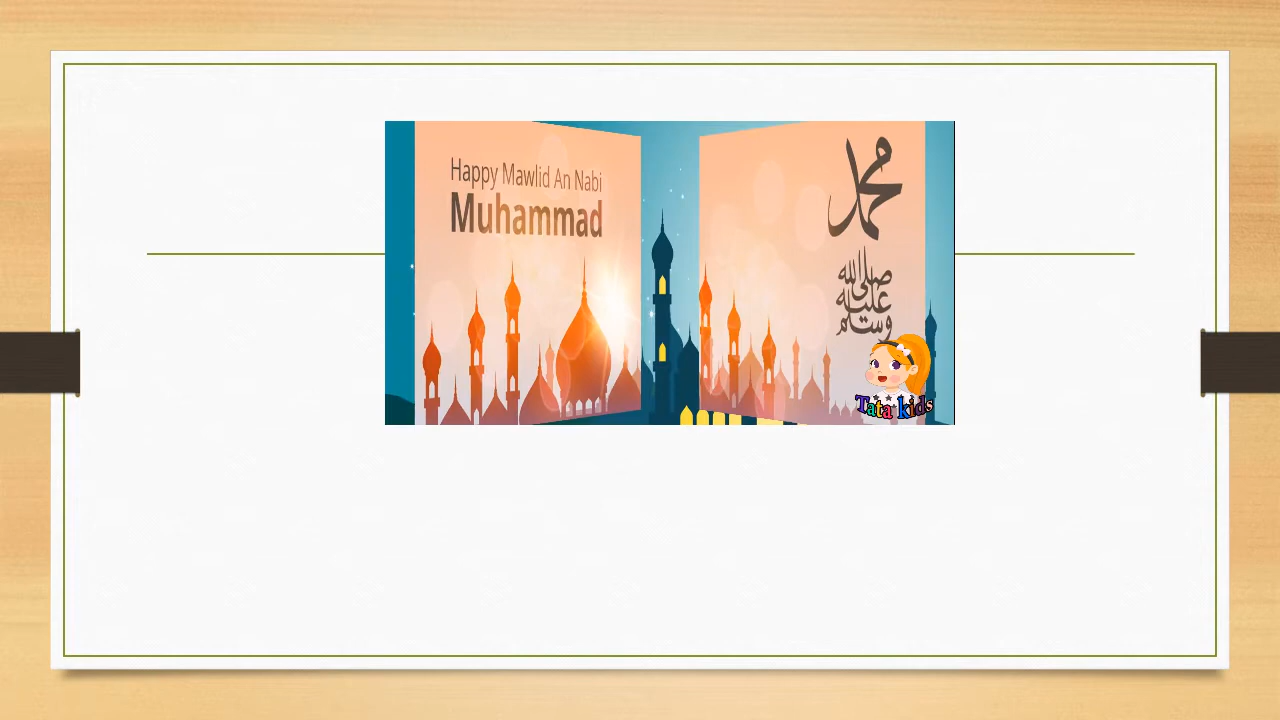 Happy Mawlid An Nabi
Muhammad
محمد
صلى الله
عليه
وسلم
Tata kids